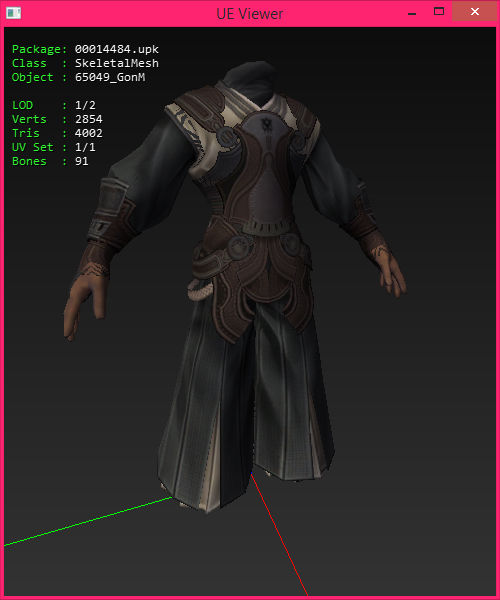 UE Viewer
Package: 00014484.upk
Class  : SkeletalMesh
Object : 65049_GonM
LOD    : 1/2
Verts  : 2854
Tris   : 4002
UV Set : 1/1
Bones  : 91